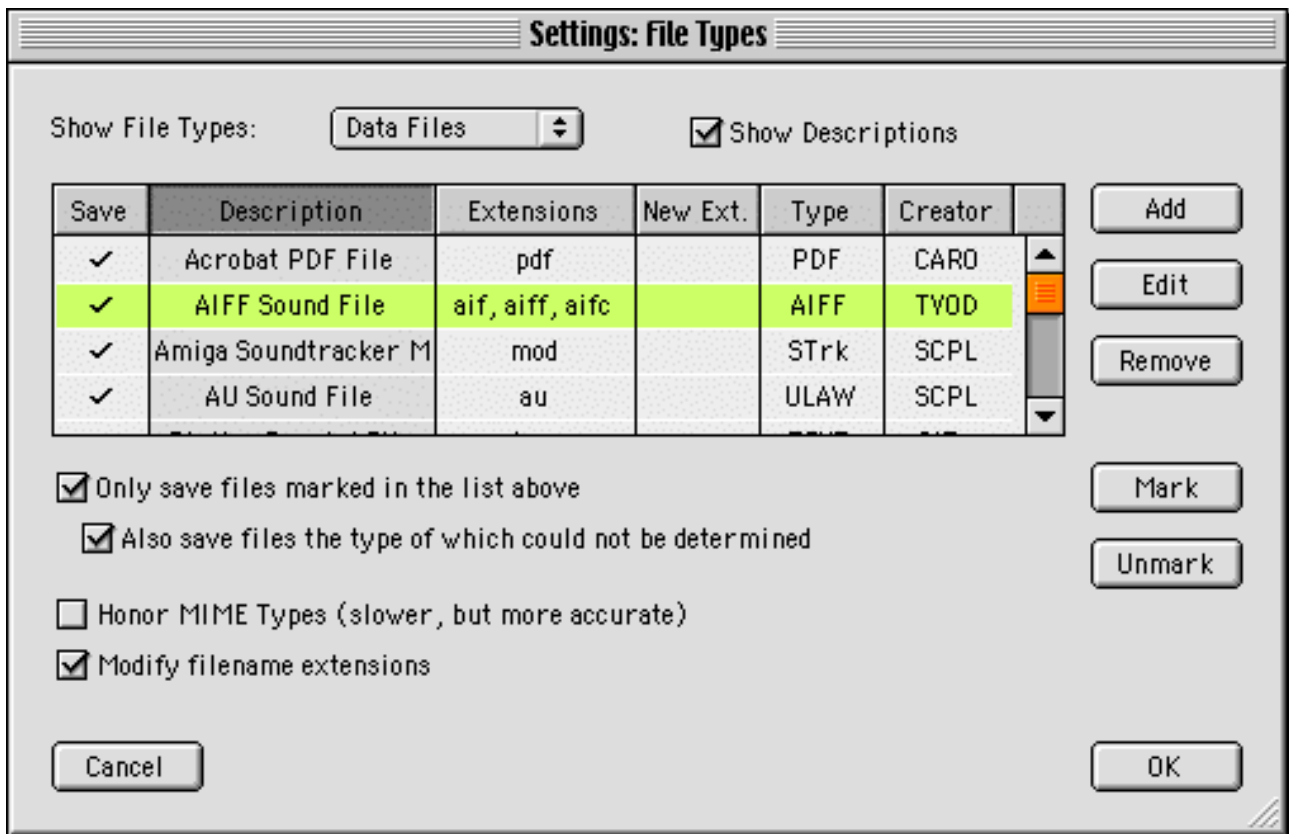 Settings: File Types
Show File Types: Data Files Show Descriptions
Save Description Extensions New Ext. Type Creator Add
Acrobat PDF File pdf PDF CARO
AIFF Sound File aif, aiff, aifc AIFF TVOD Edit
Amiga Soundtracker M mod STrk SCPL Remove
AU Sound File au ULAW SCPL
Only save files marked in the list above Mark
Also save files the type of which could not be determined
Unmark
Honor MIME Types (slower, but more accurate)
Modify filename extensions
Cancel OK